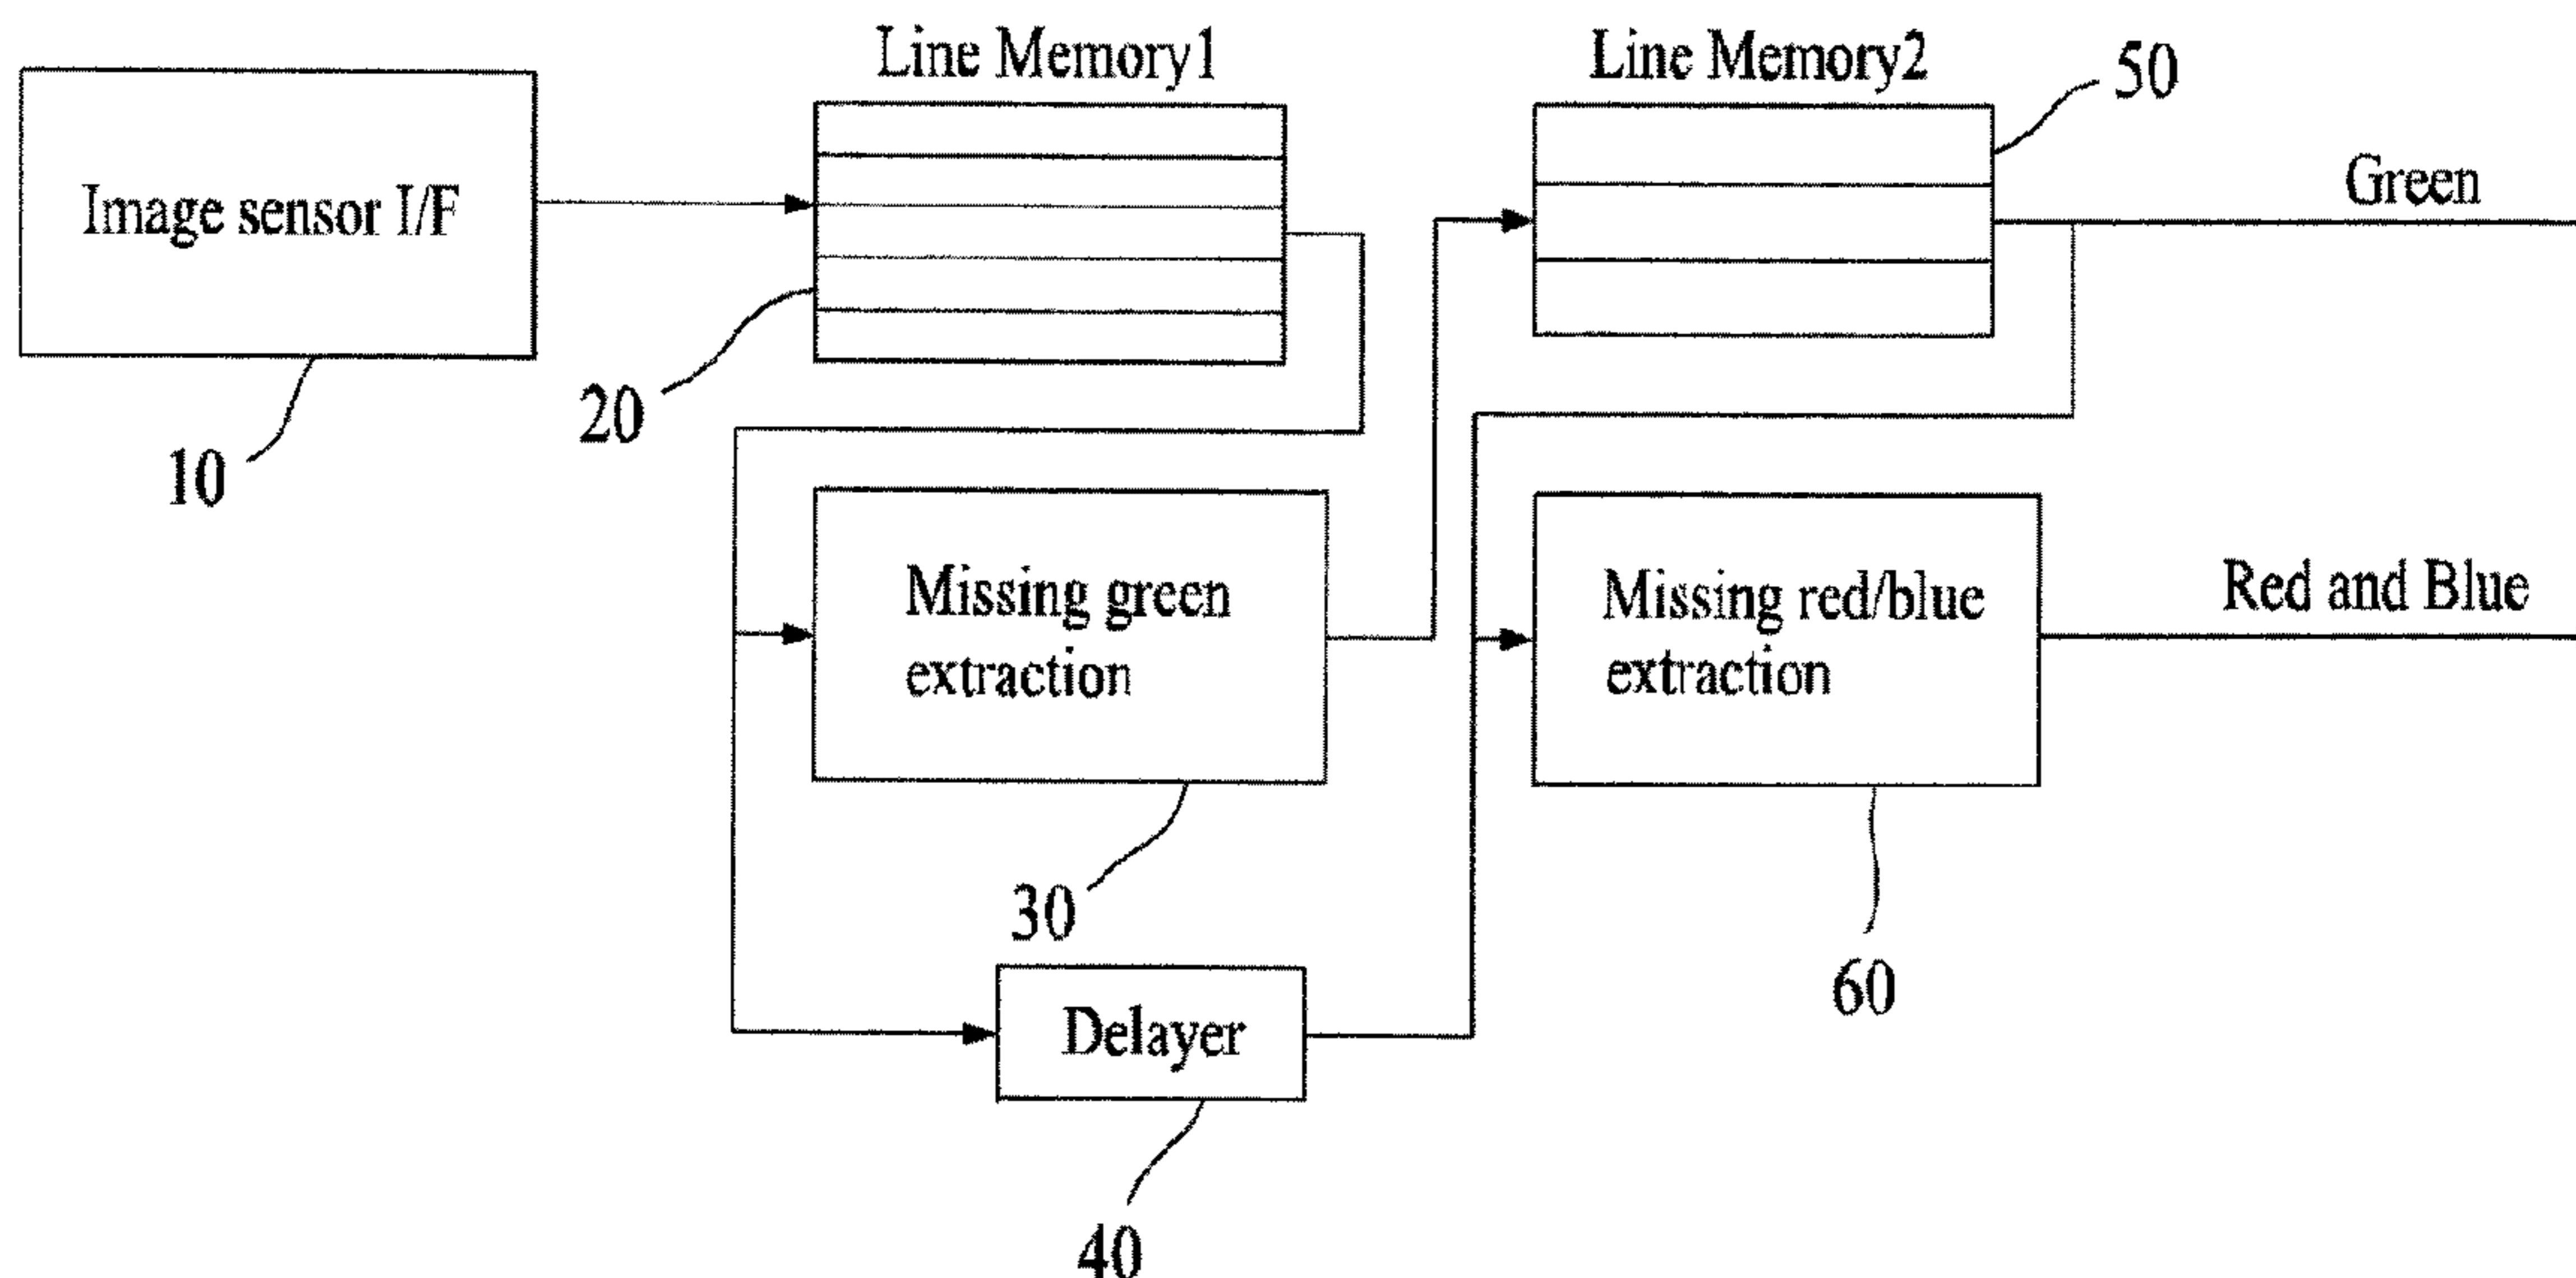 Line Memory1
Line Memory2
50
Image sensor I/F
Green
20
10
Missing green
extraction
Missing red/blue
extraction
Red and Blue
30
60
Delayer
40